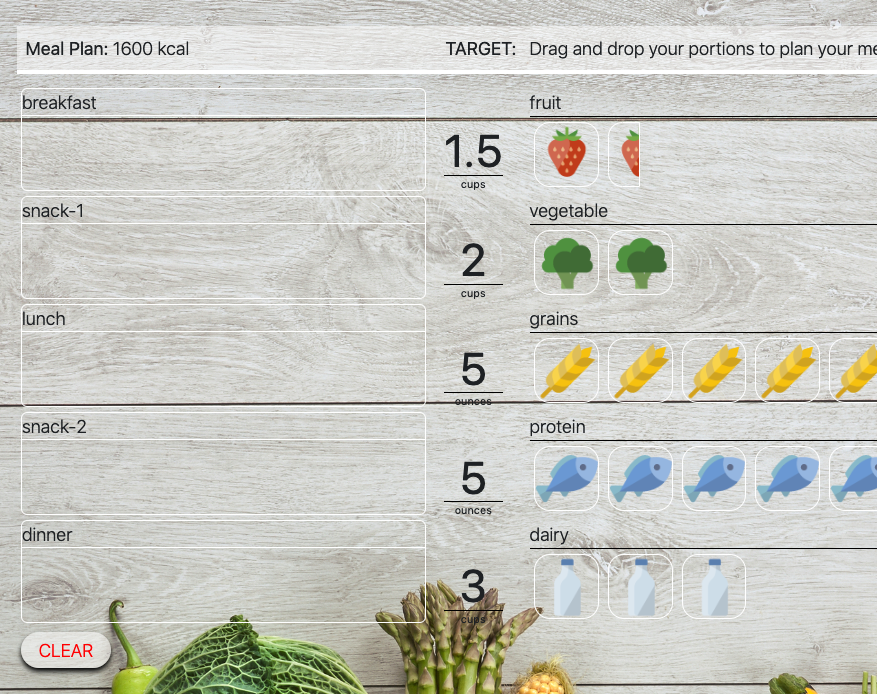 Meal Plan: 1600 kcal
TARGET: Drag and drop your portions to plan your
breakfast
fruit
1.5
cups
snack-1
vegetable
2
cups
lunch
grains
5
ounces
snack-2
protein
5
ounces
dinner
dairy
3
cups
CLEAR